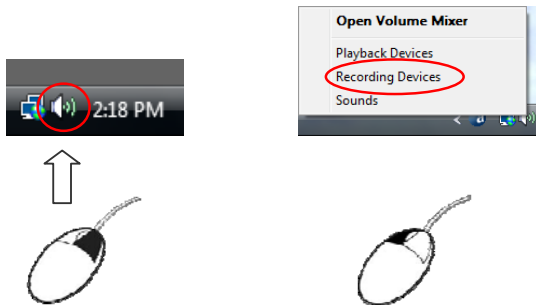 Open Volume Mixer
Playback Devices
Recording Devices
Sounds
2:18 PM